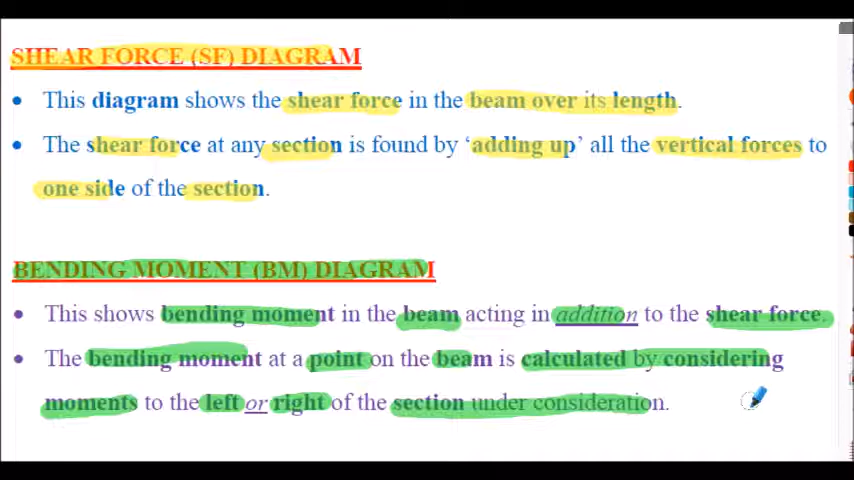 SHEAR FORCE (SF) DIAGRAM
• This diagram shows the shear force in the beam over its length.
• The shear force at any section is found by ‘adding up’ all the vertical forces to
one side of the section.
BENDING MOMENT (BM) DIAGRAM
• This shows bending moment in the beam acting in addition to the shear force.
• The bending moment at a point on the beam is calculated by considering
moments to the left or right of the section under consideration.